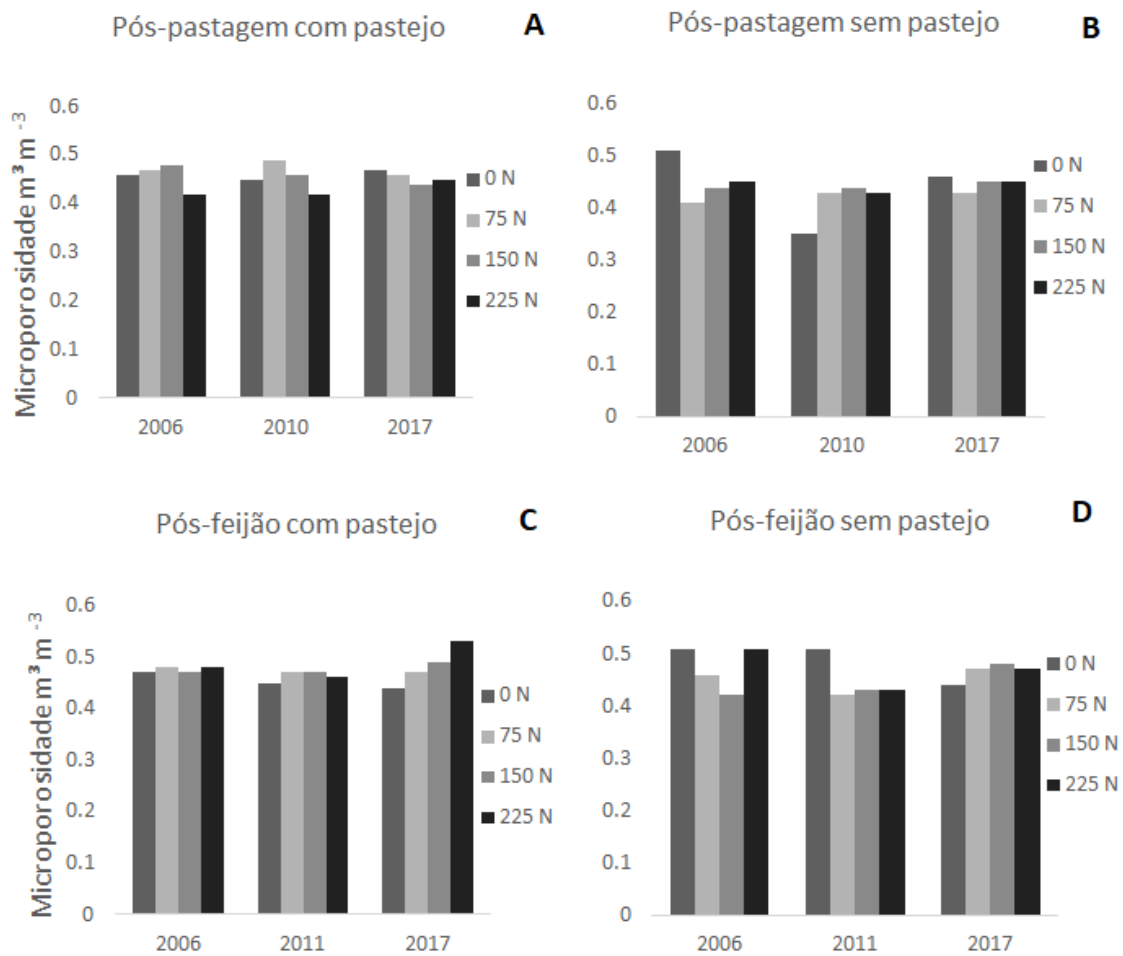 Pós-pastagem com pastejo
A
Microporosidade m³ m -3
0.6
0.5
0.4
0.3
0.2
0.1
0
2006 2010 2017
0 N
75 N
150 N
225 N
Pós-pastagem sem pastejo
B
0.6
0.5
0.4
0.3
0.2
0.1
0
2006 2010 2017
0 N
75 N
150 N
225 N
Pós-feijão com pastejo
C
Microporosidade m³ m -3
0.6
0.5
0.4
0.3
0.2
0.1
0
2006 2011 2017
0 N
75 N
150 N
225 N
Pós-feijão sem pastejo
D
0.6
0.5
0.4
0.3
0.2
0.1
0
2006 2011 2017
0 N
75 N
150 N
225 N